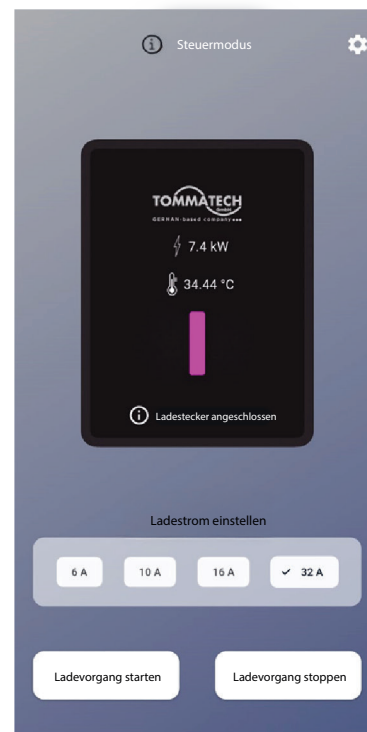 Steuermodus
TOMMATECH
GmbH
GERMAN-based company
7.4 kW
34.44 °C
Ladestecker angeschlossen
Ladestrom einstellen
6 A
10 A
16 A
32 A
Ladevorgang starten
Ladevorgang stoppen